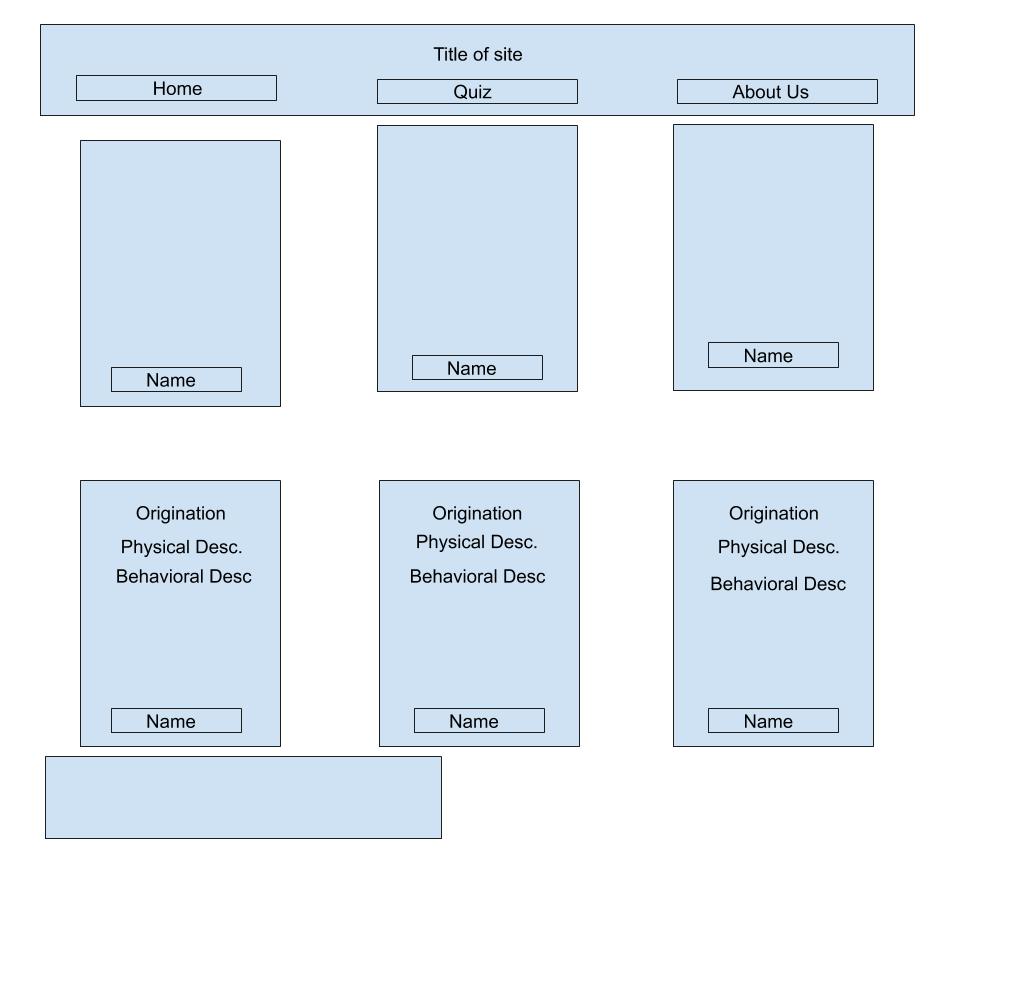 Title of site
Home
Quiz
About Us
Name
Name
Name
Origination
Physical Desc.
Behavioral Desc
Name
Origination
Physical Desc.
Behavioral Desc
Name
Origination
Physical Desc.
Behavioral Desc
Name